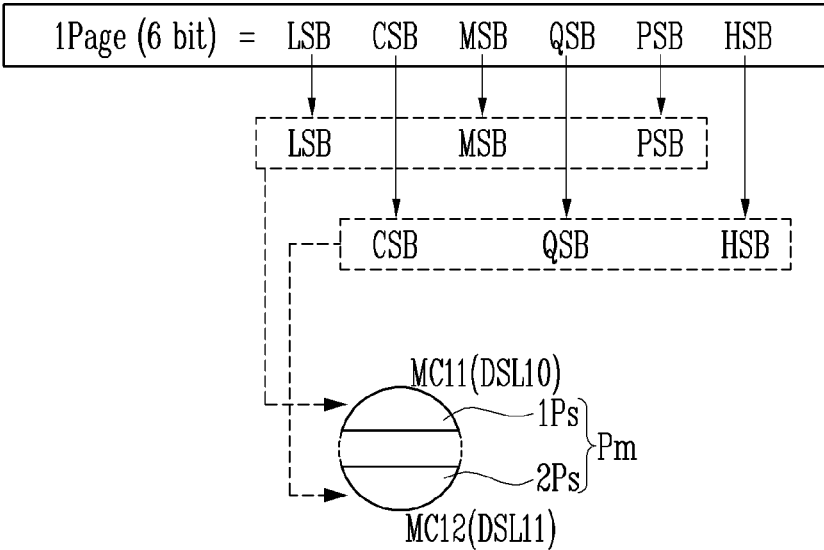 1Page (6 bit) = LSB CSB MSB QSB PSB HSB
LSB MSB PSB
CSB QSB HSB
MC11(DSL10)
1Ps
Pm
2Ps
MC12(DSL11)